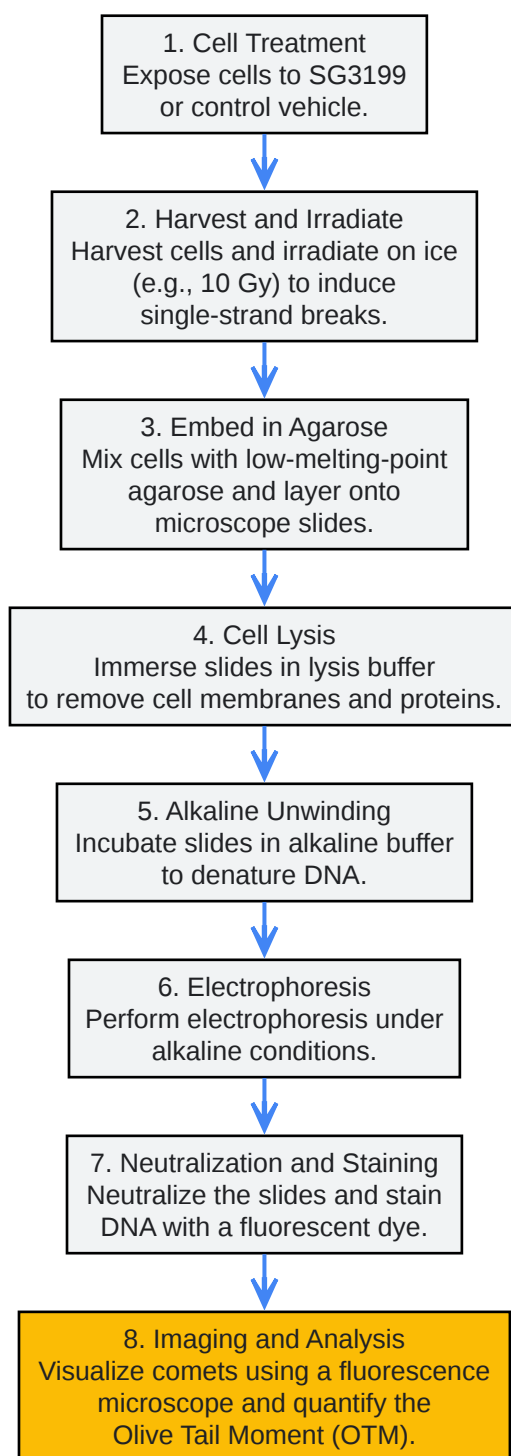 1. Cell Treatment
Expose cells to SG3199
or control vehicle.
2. Harvest and Irradiate
Harvest cells and irradiate on ice
(e.g., 10 Gy) to induce
single-strand breaks.
3. Embed in Agarose
Mix cells with low-melting-point
agarose and layer onto
microscope slides.
4. Cell Lysis
Immerse slides in lysis buffer
to remove cell membranes and proteins.
5. Alkaline Unwinding
Incubate slides in alkaline buffer
to denature DNA.
6. Electrophoresis
Perform electrophoresis under
alkaline conditions.
7. Neutralization and Staining
Neutralize the slides and stain
DNA with a fluorescent dye.
8. Imaging and Analysis
Visualize comets using a fluorescence
microscope and quantify the
Olive Tail Moment (OTM).